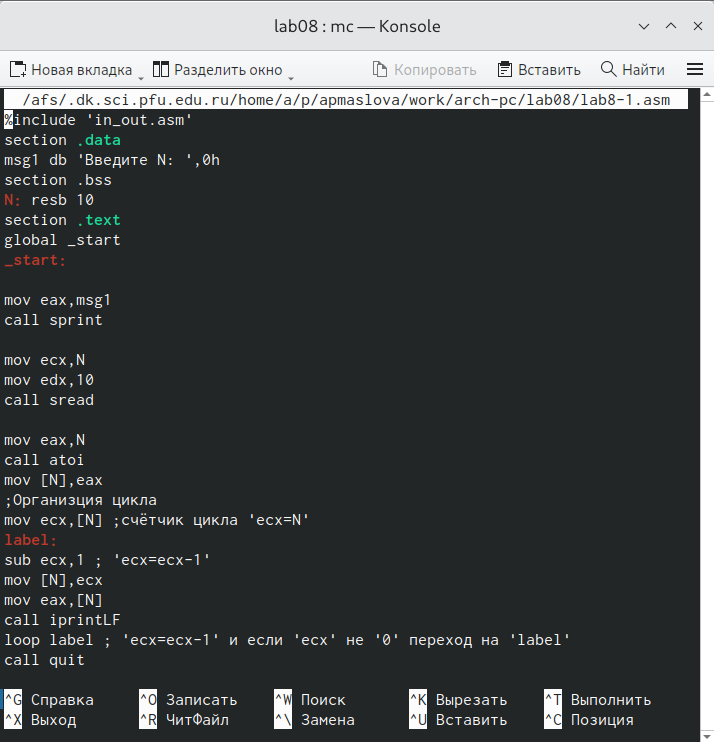 lab08 : mc — Konsole
Новая вкладка Разделить окно Копировать Вставить Найти
/afs/.dk.sci.pfu.edu.ru/home/a/p/apmaslova/work/arch-pc/lab08/lab8-1.asm
%include 'in_out.asm'
section .data
msg1 db 'Введите N: ',0h
section .bss
N: resb 10
section .text
global _start
_start:
mov eax,msg1
call sprint
mov ecx,N
mov edx,10
call sread
mov eax,N
call atoi
mov [N],eax
;Организция цикла
mov ecx,[N] ;счётчик цикла 'ecx=N'
label:
sub ecx,1 ; 'ecx=ecx-1'
mov [N],ecx
mov eax,[N]
call iprintLF
loop label ; 'ecx=ecx-1' и если 'ecx' не '0' переход на 'label'
call quit
^G Справка ^O Записать ^W Поиск ^K Вырезать ^T Выполнить
^X Выход ^R ЧитФайл ^\ Замена ^U Вставить ^C Позиция